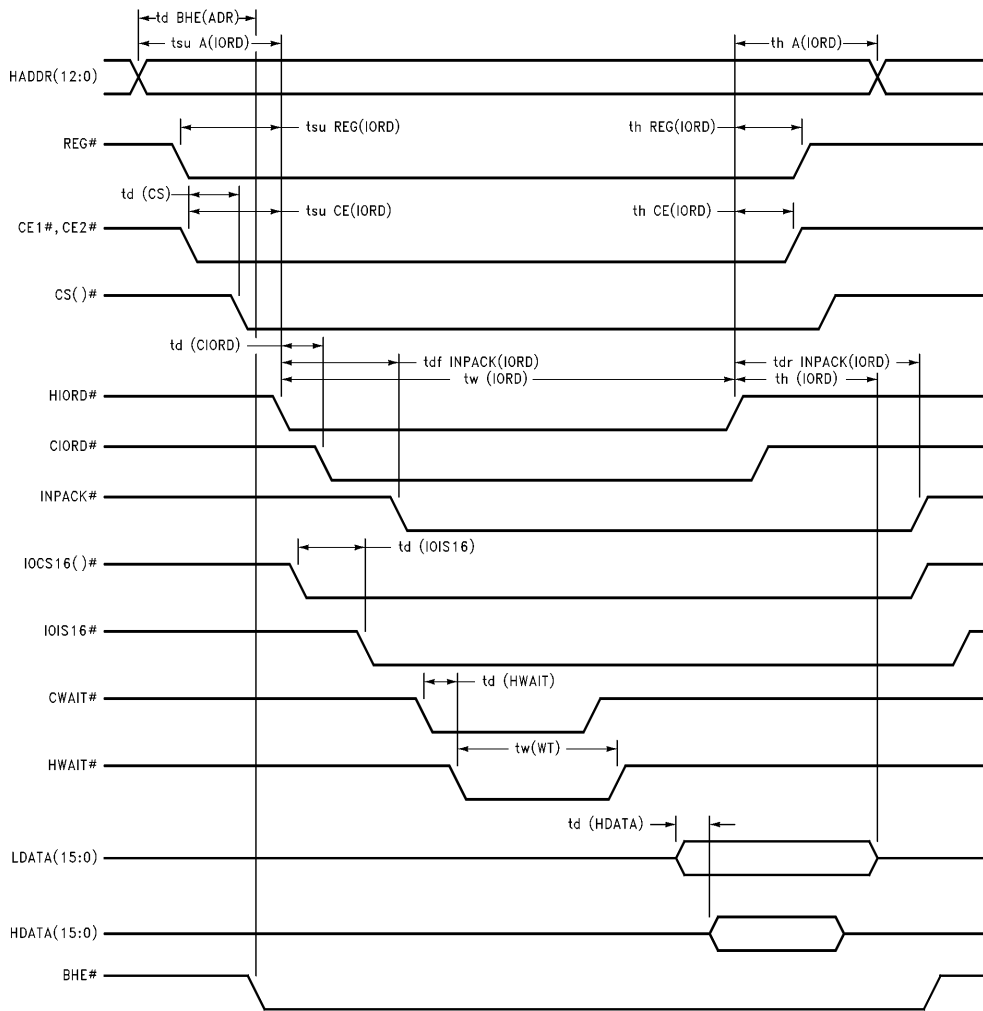 td BHE(ADR)
tsu A(IORD)
th A(IORD)
HADDR(12:0)
tsu REG(IORD)
th REG(IORD)
REG#
td (CS)
tsu CE(IORD)
th CE(IORD)
CE1#,CE2#
CS()#
td (CIORD)
tdf INPACK(IORD)
tdr INPACK(IORD)
tw (IORD)
th (IORD)
HIORD#
CIORD#
INPACK#
td (IOIS16)
IOCS16()#
IOIS16#
td (HWAIT)
CWAIT#
tw(WT)
HWAIT#
td (HDATA)
LDATA(15:0)
HDATA(15:0)
BHE#